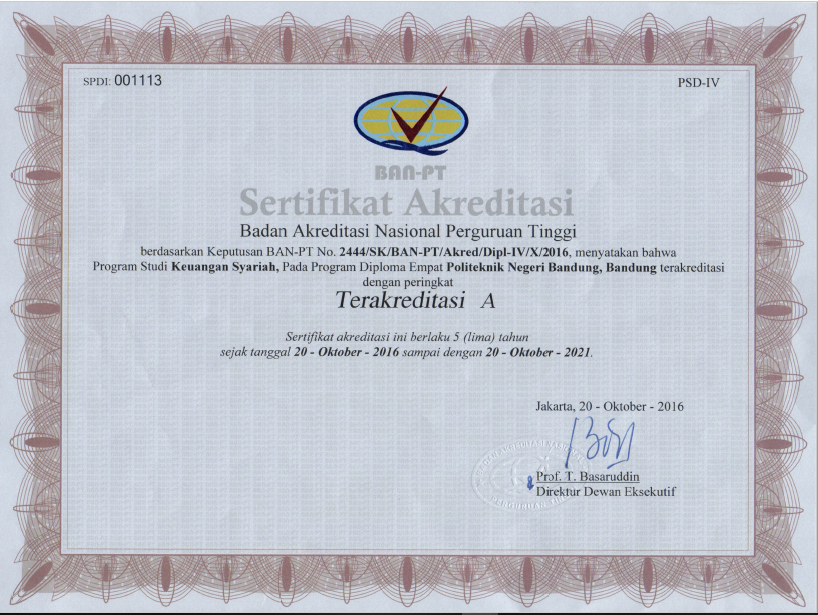 SPDI: 001113
PSD-IV
BAN-PT
Sertifikat Akreditasi
Badan Akreditasi Nasional Perguruan Tinggi
berdasarkan Keputusan BAN-PT No. 2444/SK/BAN-PT/Akred/Dipl-IV/X/2016, menyatakan bahwa
Program Studi Keuangan Syariah, Pada Program Diploma Empat Politeknik Negeri Bandung, Bandung terakreditasi
dengan peringkat
Terakreditasi A
Sertifikat akreditasi ini berlaku 5 (lima) tahun
sejak tanggal 20 - Oktober - 2016 sampai dengan 20 - Oktober - 2021.
Jakarta, 20 - Oktober - 2016
Prof. T. Basaruddin
Direktur Dewan Eksekutif